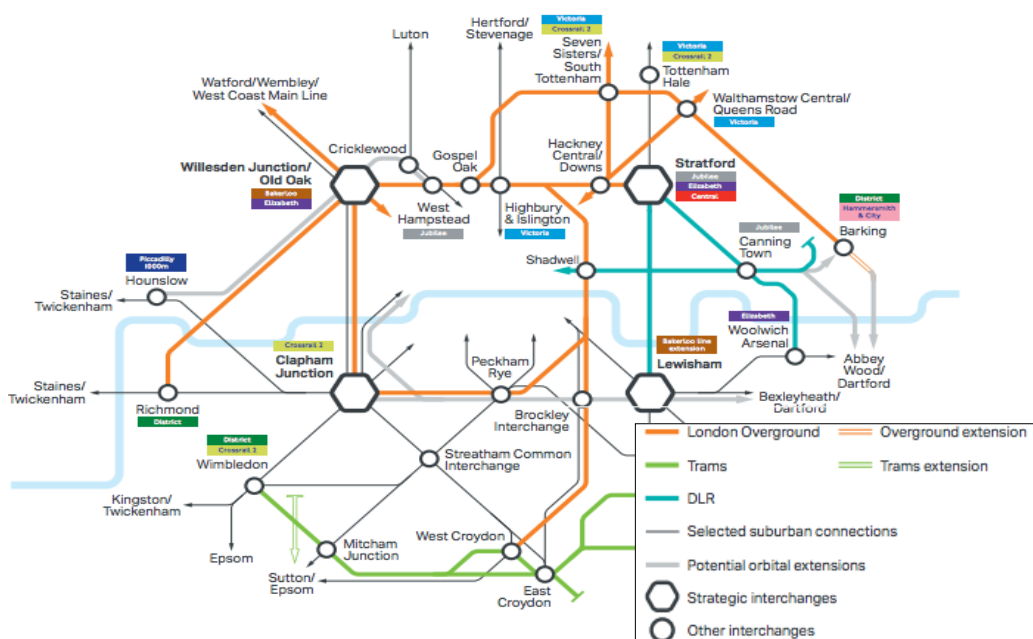 Victoria
Crossrail 2
Seven
Sisters/
South
Tottenham
Hertford/
Stevenage
Luton
Victoria
Crossrail 2
Tottenham
Hale
Watford/Wembley/
West Coast Main Line
Walthamstow Central/
Queens Road
Victoria
Cricklewood
Gospel
Oak
Hackney
Central/
Downs
Willesden Junction/
Old Oak
Bakerloo
Elizabeth
Stratford
Jubilee
Elizabeth
Central
West
Hampstead
Jubilee
Highbury
& Islington
Victoria
District
Hammersmith
& City
Barking
Jubilee
Canning
Town
Shadwell
Piccadilly
Hounslow
Staines/
Twickenham
Elizabeth
Woolwich
Arsenal
Bakerloo line
extension
Lewisham
Crossrail 2
Clapham
Junction
Peckham
Rye
Abbey
Wood/
Dartford
Staines/
Twickenham
Richmond
District
Brockley
Interchange
Bexleyheath/
Dartford
District
Crossrail 2
Wimbledon
Streatham Common
Interchange
Kingston/
Twickenham
Epsom
Mitcham
Junction
Sutton/
Epsom
West Croydon
East
Croydon
London Overground
Overground extension
Trams
Trams extension
DLR
Selected suburban connections
Potential orbital extensions
Strategic interchanges
Other interchanges